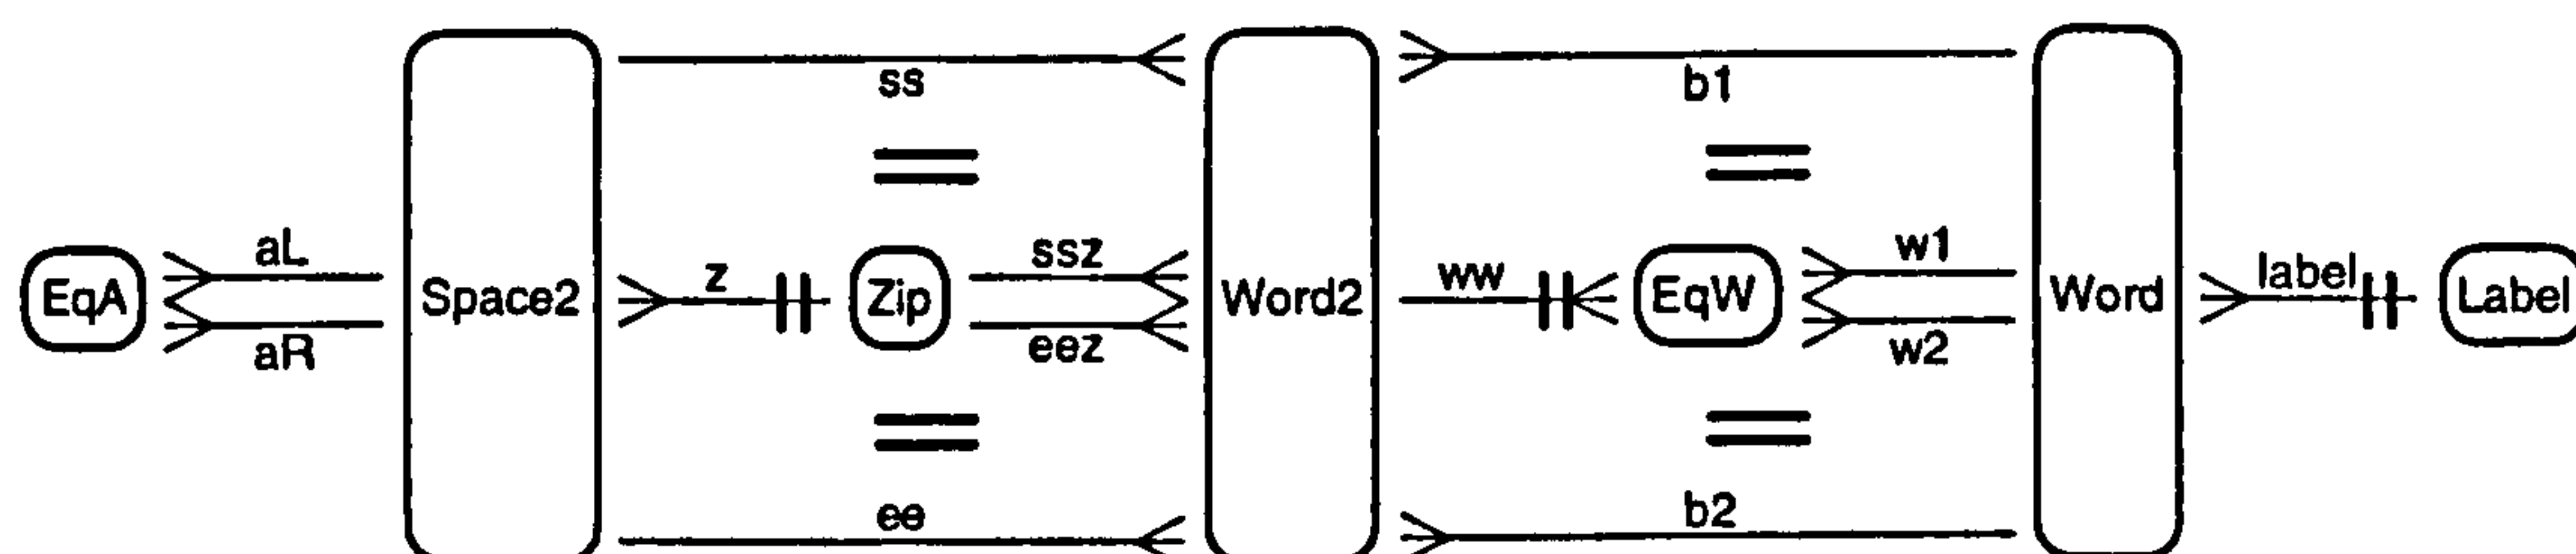 ss b1
aL ssz w1
EqA Space2 z Zip Word2 ww EqW Word label Label
aR eez w2
ee b2